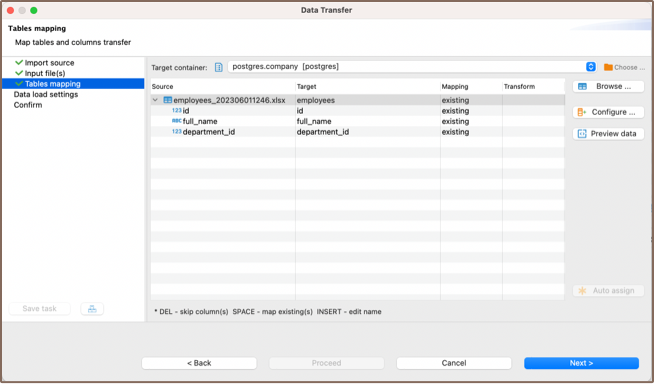 Data Transfer
Tables mapping
Map tables and columns transfer
Import source
Input file(s)
Tables mapping
Data load settings
Confirm
Target container: postgres.company [postgres] Choose ...
Source Target Mapping Transform
employees_202306011246.xlsx employees existing
123 id id existing
ABC full_name full_name existing
123 department_id department_id existing
Browse ...
Configure ...
Preview data
Auto assign
Save task
* DEL - skip column(s) SPACE - map existing(s) INSERT - edit name
< Back Proceed Cancel Next >